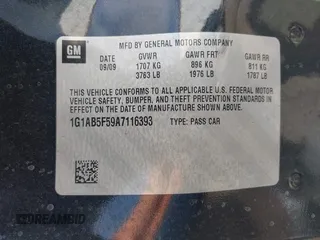 GM
MFD BY GENERAL MOTORS COMPANY
DATE GVWR GAWR FRT GAWR RR
09/09 1707 KG 896 KG 811 KG
3763 LB 1976 LB 1787 LB
THIS VEHICLE CONFORMS TO ALL APPLICABLE U.S. FEDERAL MOTOR
VEHICLE SAFETY, BUMPER, AND THEFT PREVENTION STANDARDS IN
EFFECT ON THE DATE OF MANUFACTURE SHOWN ABOVE.
1G1AB5F59A7116393 TYPE: PASS CAR
DREAMBID